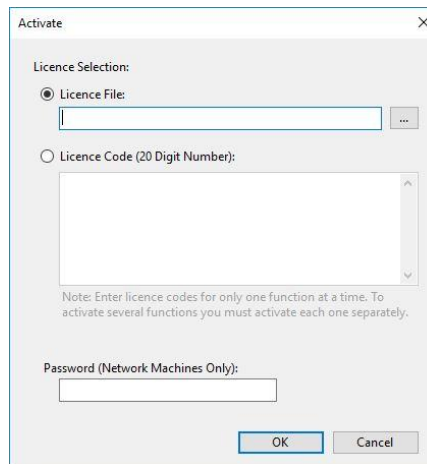 Activate
Licence Selection:
Licence File:
...
Licence Code (20 Digit Number):
Note: Enter licence codes for only one function at a time. To
activate several functions you must activate each one separately.
Password (Network Machines Only):
OK Cancel